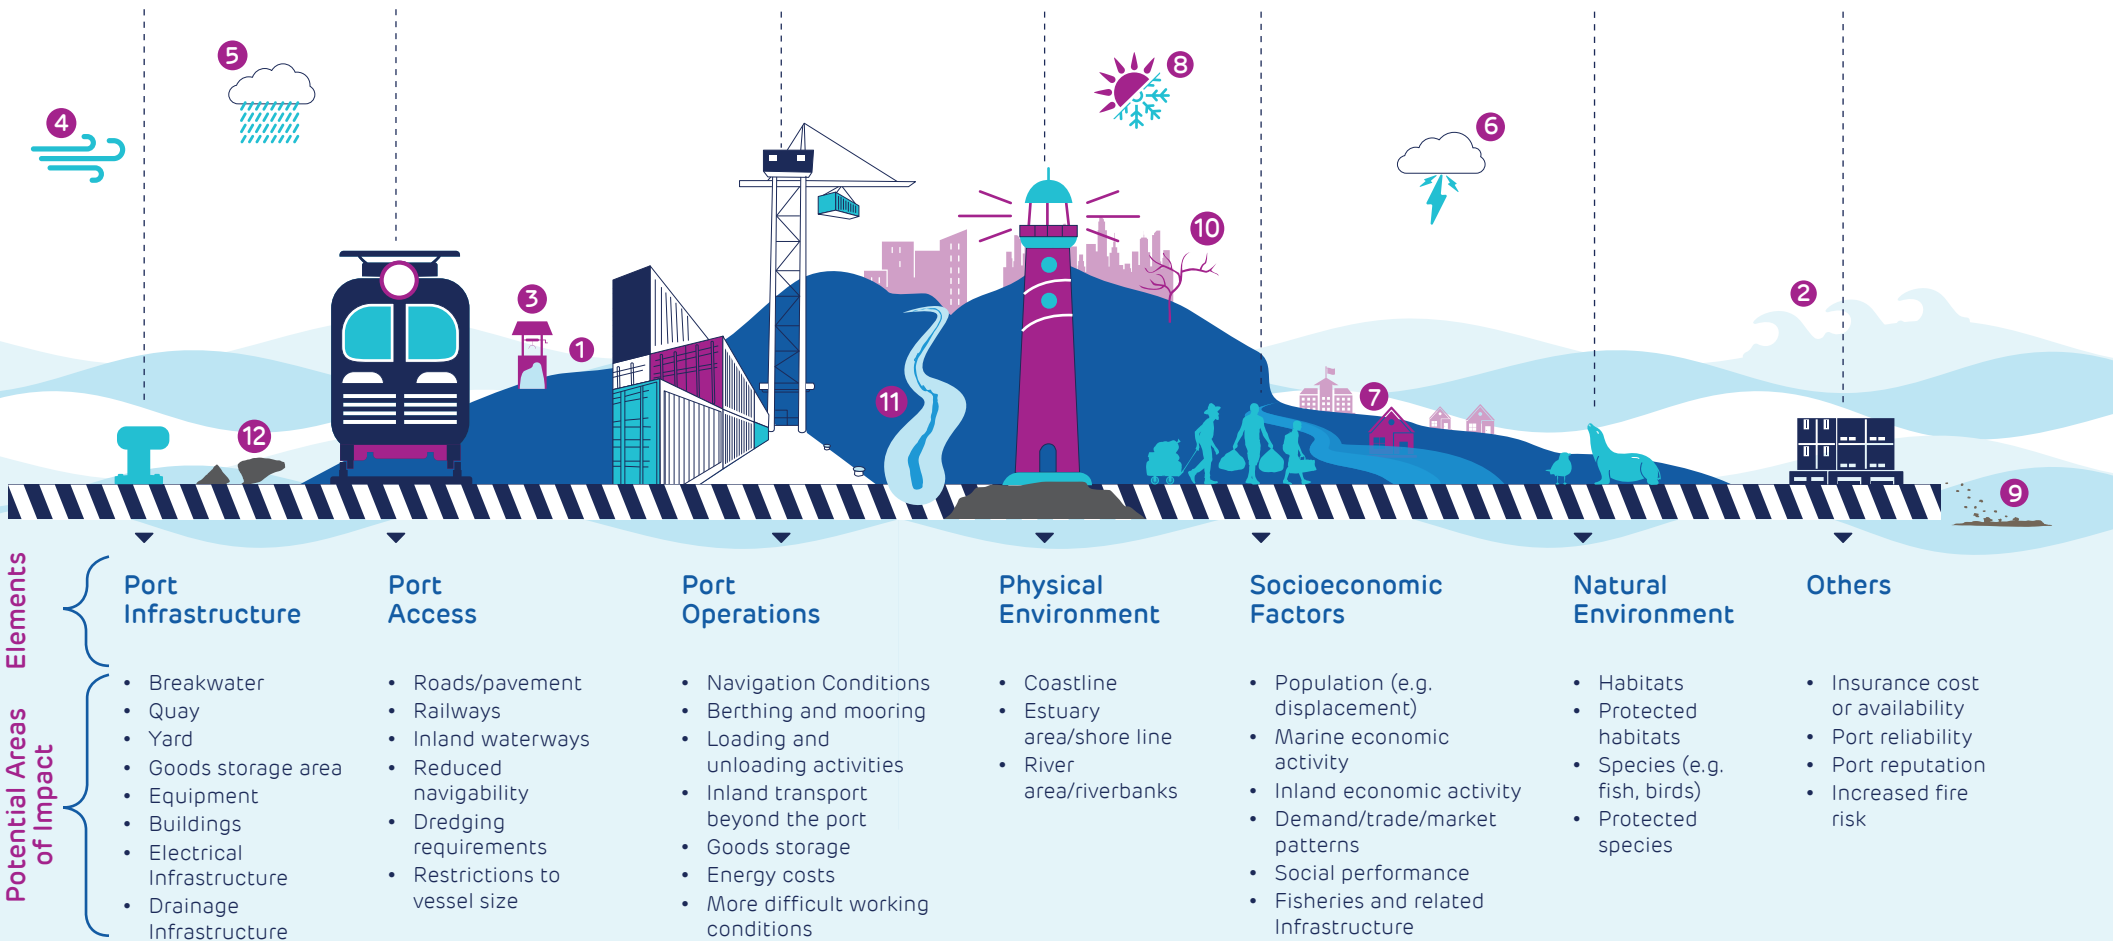 5
8
4
6
10
3
2
1
7
11
12
9
Elements
Port
Infrastructure
Port
Access
Port
Operations
Physical
Environment
Socioeconomic
Factors
Natural
Environment
Others
Potential Areas
of Impact
• Breakwater
• Quay
• Yard
• Goods storage area
• Equipment
• Buildings
• Electrical
Infrastructure
• Drainage
Infrastructure
• Roads/pavement
• Railways
• Inland waterways
• Reduced
navigability
• Dredging
requirements
• Restrictions to
vessel size
• Navigation Conditions
• Berthing and mooring
• Loading and
unloading activities
• Inland transport
beyond the port
• Goods storage
• Energy costs
• More difficult working
conditions
• Coastline
• Estuary
area/shore line
• River
area/riverbanks
• Population (e.g.
displacement)
• Marine economic
activity
• Inland economic activity
• Demand/trade/market
patterns
• Social performance
• Fisheries and related
Infrastructure
• Habitats
• Protected
habitats
• Species (e.g.
fish, birds)
• Protected
species
• Insurance cost
or availability
• Port reliability
• Port reputation
• Increased fire
risk